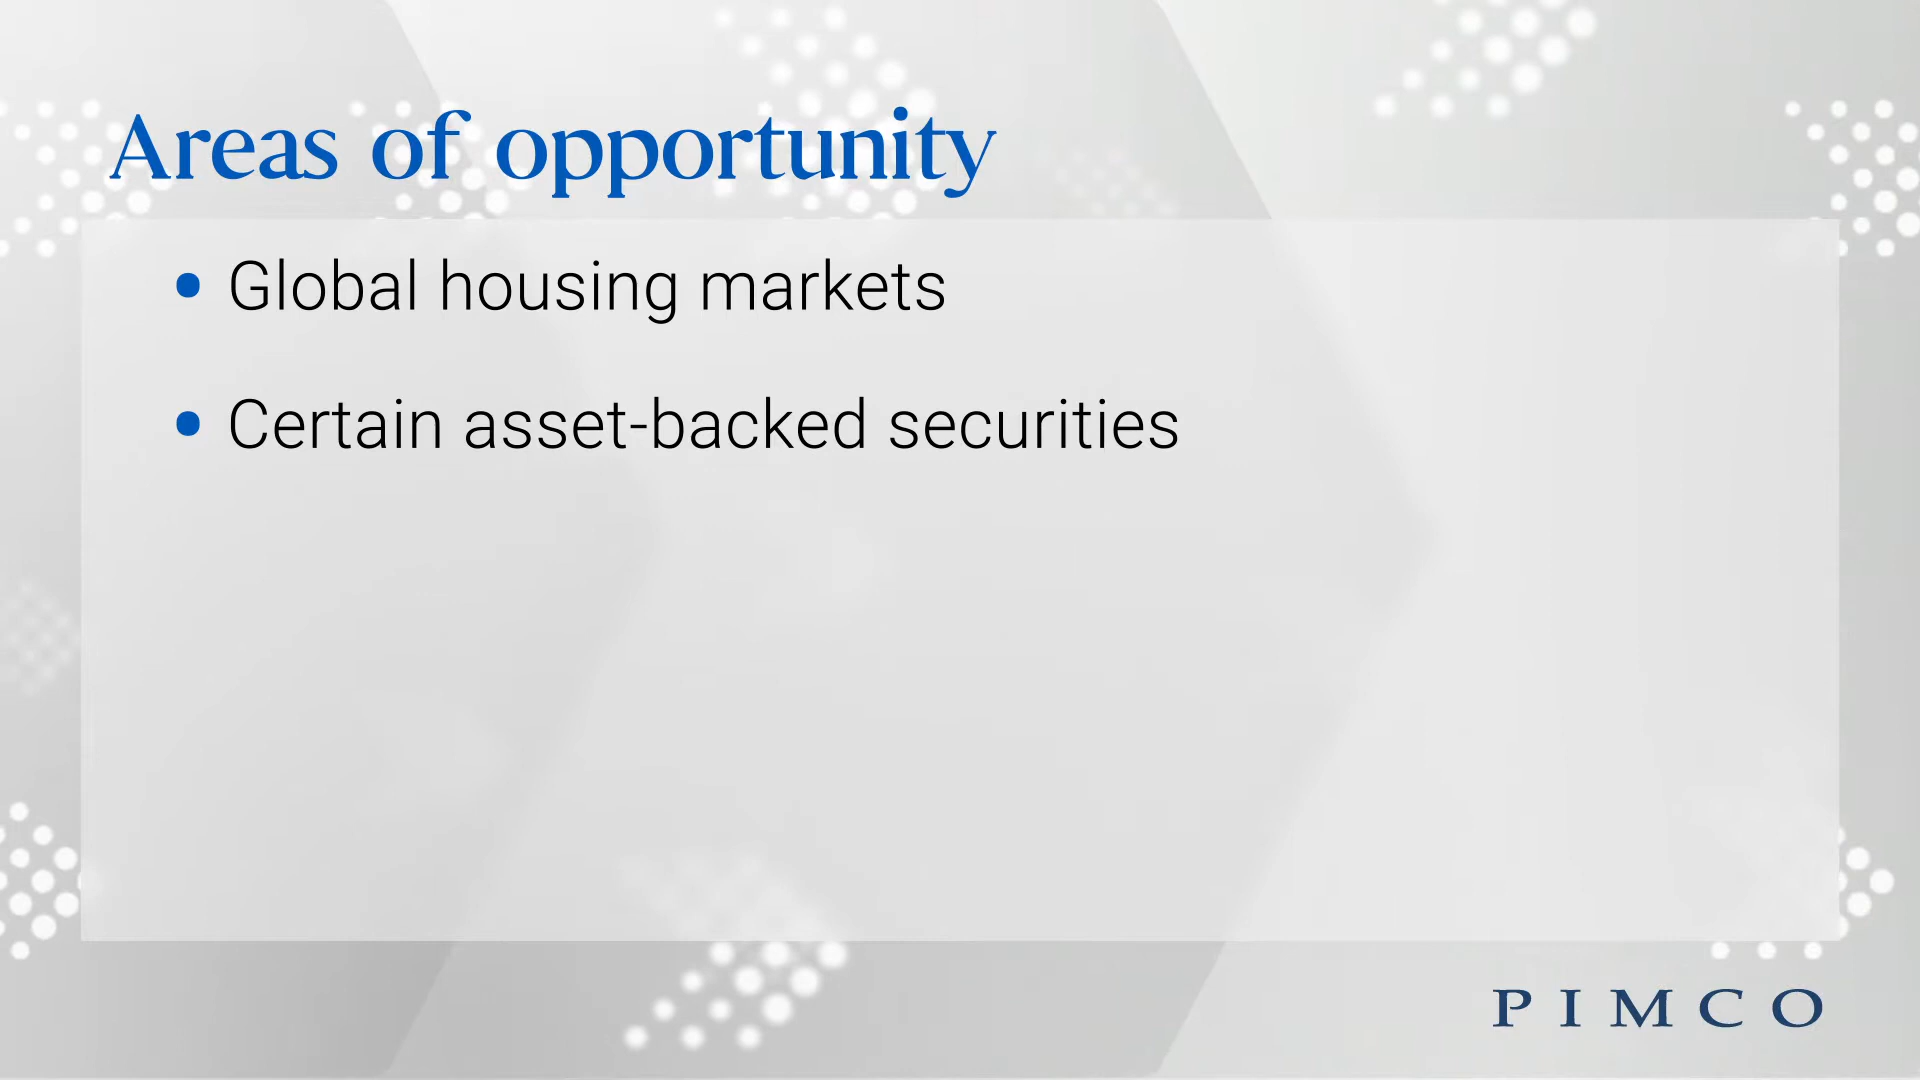 Areas of opportunity
• Global housing markets
• Certain asset-backed securities
PIMCO